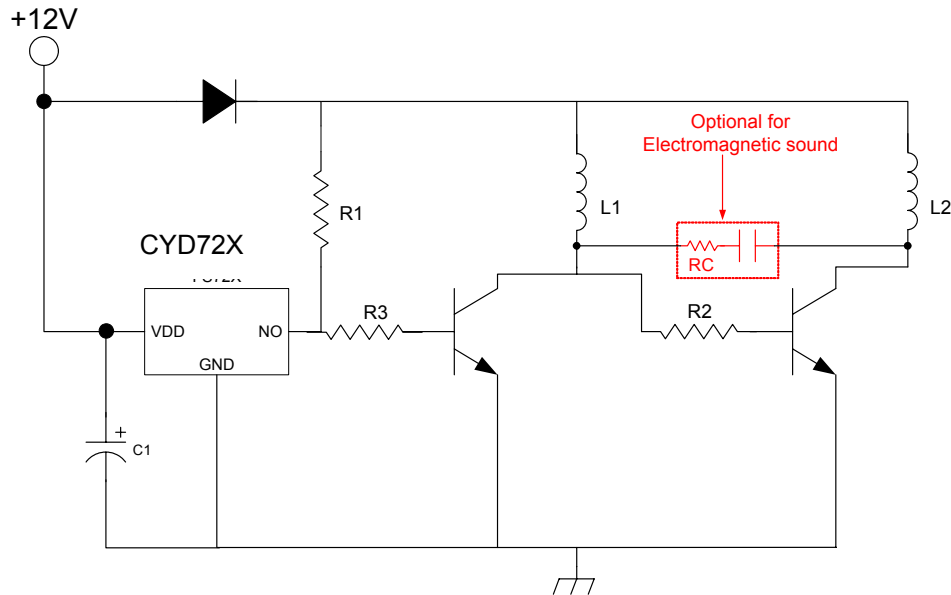 +12V
Optional for
Electromagnetic sound
R1
L1
L2
RC
CYD72X
R3
R2
VDD
NO
GND
+
C1